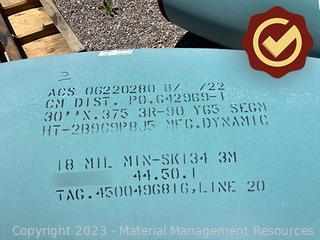 2
ACS 06220280 8/ /22
CM DIST. PO.G42969-1
30"X.375 3R-90 Y65 SEGM
HT-2B9G9P8J5 MFG.DYNAMIC
18 MIL MIN-SK134 3M
44.50.1
TAG.4500496816,LINE 20
Copyright © 2023 - Material Management Resources